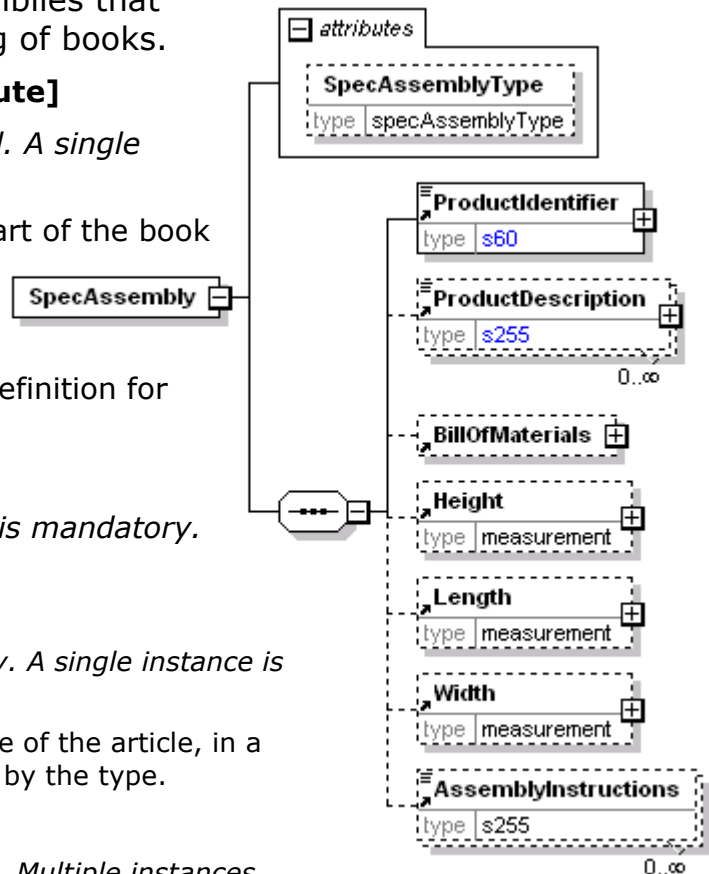 g of books.
ute]
A single
art of the book
efinition for
is mandatory.
A single instance is
e of the article, in a
by the type.
Multiple instances
attributes
SpecAssemblyType
type specAssemblyType
SpecAssembly
ProductIdentifier
type s60
ProductDescription
type s255
0..∞
BillOfMaterials
Height
type measurement
Length
type measurement
Width
type measurement
AssemblyInstructions
type s255
0..∞